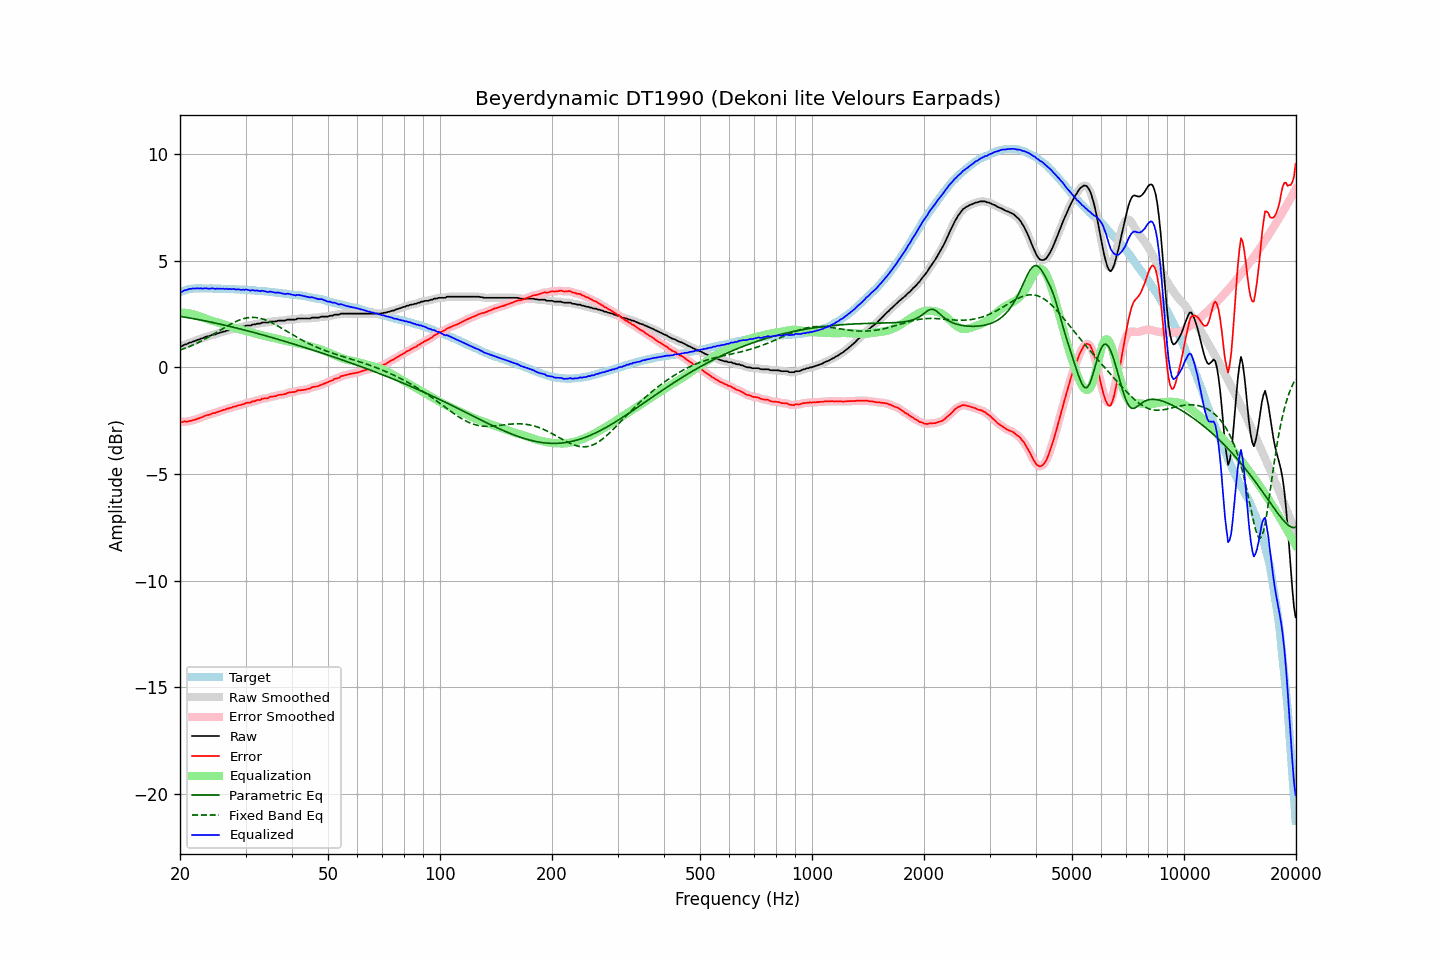 Beyerdynamic DT1990 (Dekoni lite Velours Earpads)
Amplitude (dBr)
10
5
0
−5
−10
−15
−20
Target
Raw Smoothed
Error Smoothed
Raw
Error
Equalization
Parametric Eq
Fixed Band Eq
Equalized
20 50 100 200 500 1000 2000 5000 10000 20000
Frequency (Hz)